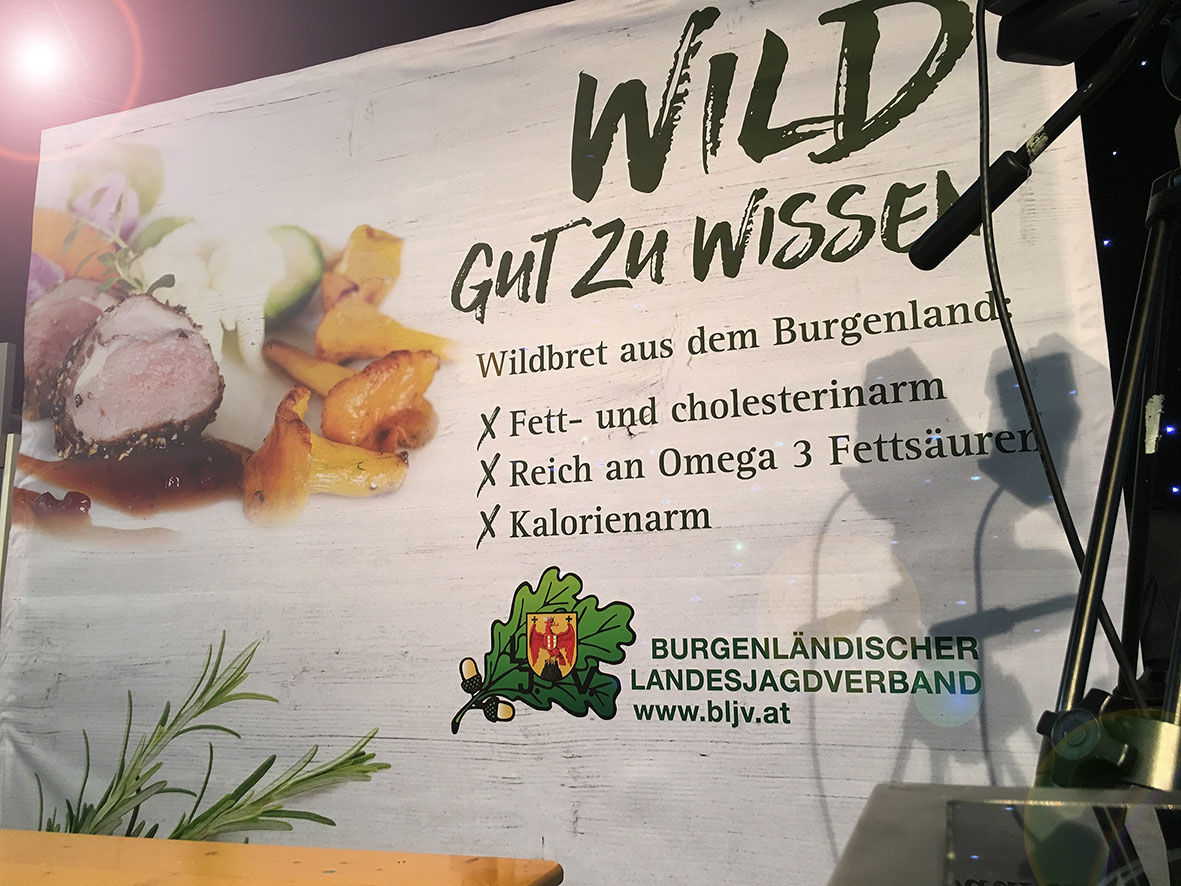 WILD
GUT ZU WISSEN
Wildbret aus dem Burgenland:
✗ Fett- und cholesterinarm
✗ Reich an Omega 3 Fettsäuren
✗ Kalorienarm
BURGENLÄNDISCHER
LANDESJAGDVERBAND
www.bljv.at